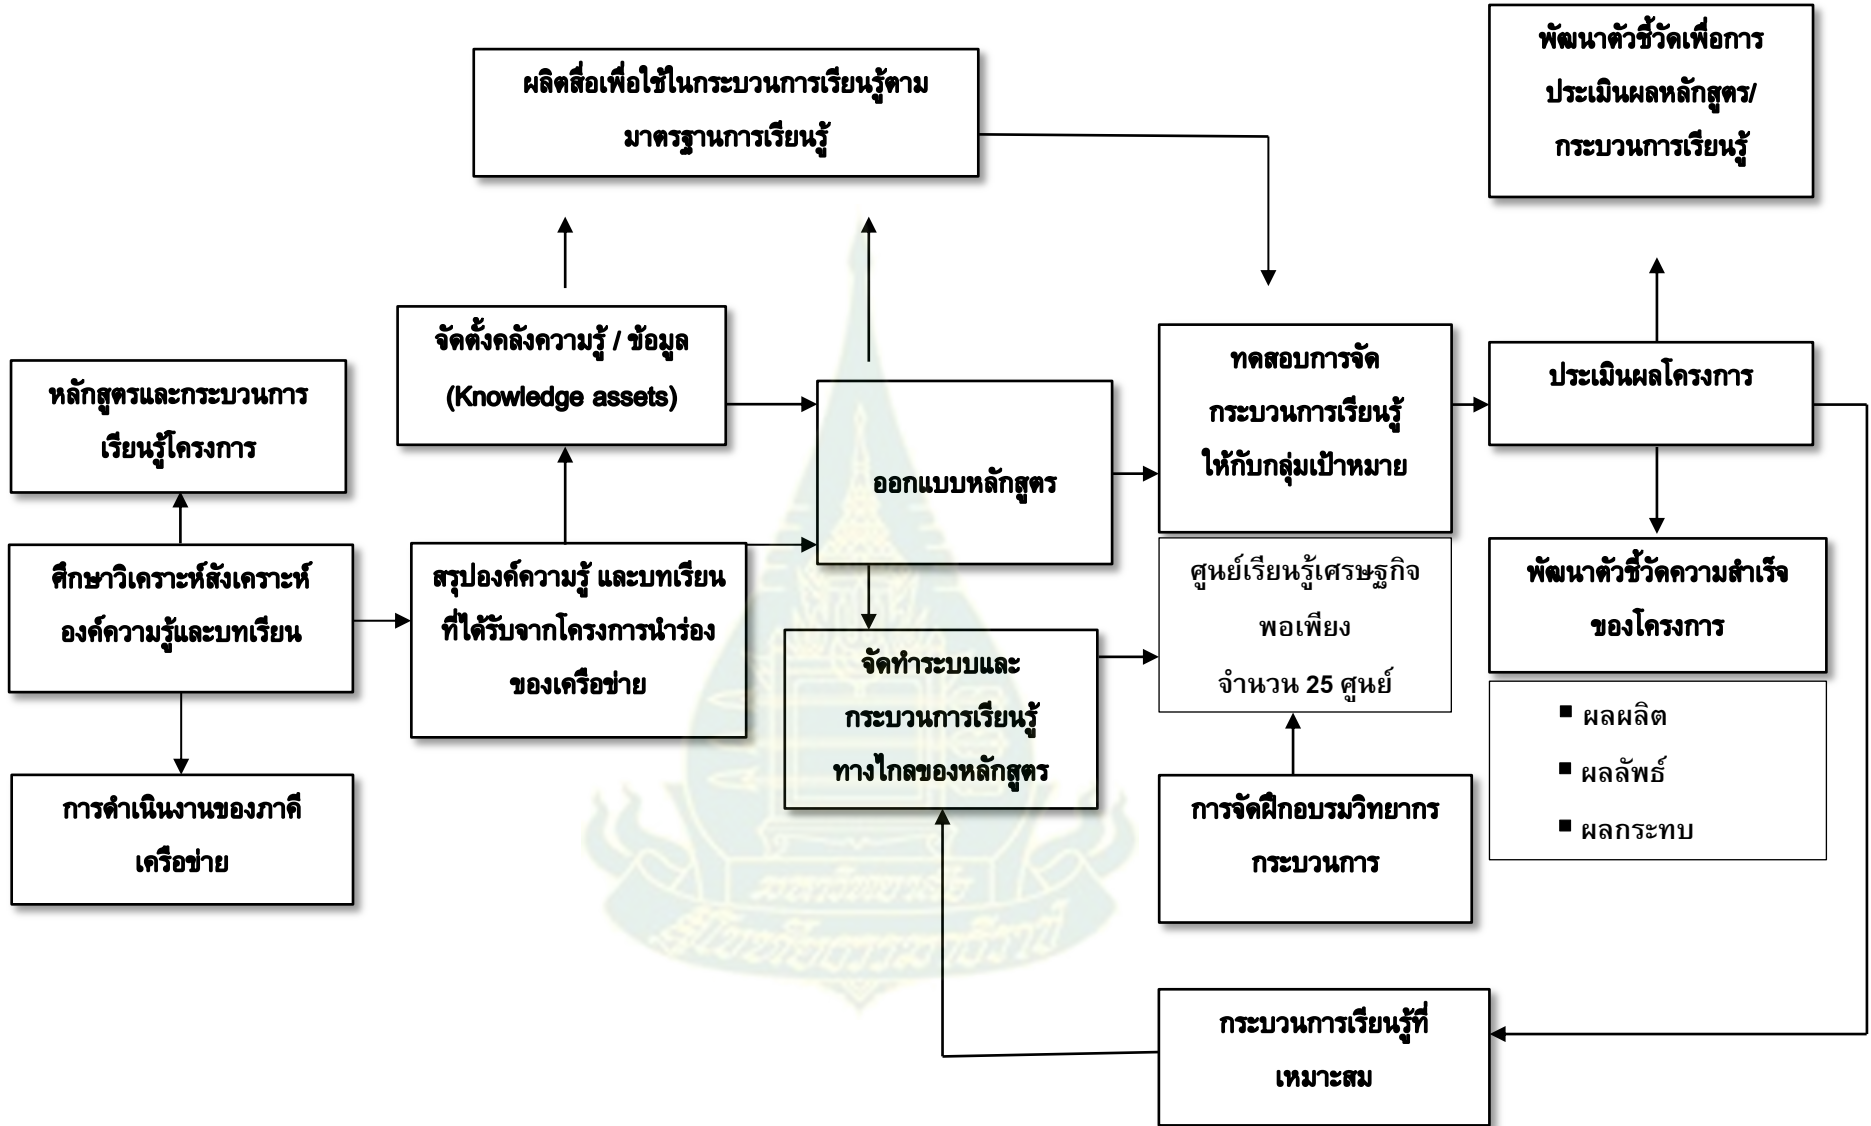 ผลิตสื่อเพื่อใช้ในกระบวนการเรียนรู้ตาม
มาตรฐานการเรียนรู้
พัฒนาตัวชี้วัดเพื่อการ
ประเมินผลหลักสูตร/
กระบวนการเรียนรู้
จัดตั้งคลังความรู้ / ข้อมูล
(Knowledge assets)
หลักสูตรและกระบวนการ
เรียนรู้โครงการ
ออกแบบหลักสูตร
ทดสอบการจัด
กระบวนการเรียนรู้
ให้กับกลุ่มเป้าหมาย
ประเมินผลโครงการ
ศึกษาวิเคราะห์สังเคราะห์
องค์ความรู้และบทเรียน
สรุปองค์ความรู้ และบทเรียน
ที่ได้รับจากโครงการนำร่อง
ของเครือข่าย
ศูนย์เรียนรู้เศรษฐกิจ
พอเพียง
จำนวน 25 ศูนย์
พัฒนาตัวชี้วัดความสำเร็จ
ของโครงการ
จัดทำระบบและ
กระบวนการเรียนรู้
ทางไกลของหลักสูตร
▪ ผลผลิต
▪ ผลลัพธ์
▪ ผลกระทบ
การดำเนินงานของภาคี
เครือข่าย
การจัดฝึกอบรมวิทยากร
กระบวนการ
มหาวิทยาลัย
สุโขทัยธรรมาธิราช
กระบวนการเรียนรู้ที่
เหมาะสม